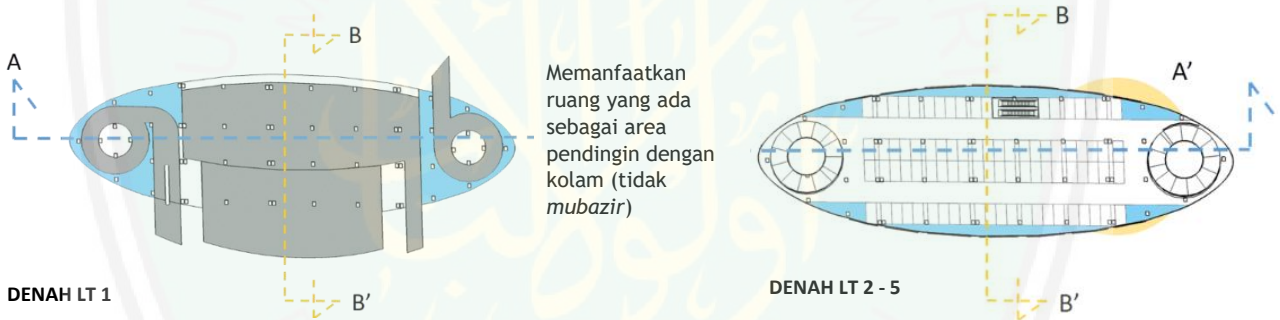 B
A
Memanfaatkan
ruang yang ada
sebagai area
pendingin dengan
kolam (tidak
mubazir)
B'
DENAH LT 1
B
A'
B'
DENAH LT 2 - 5